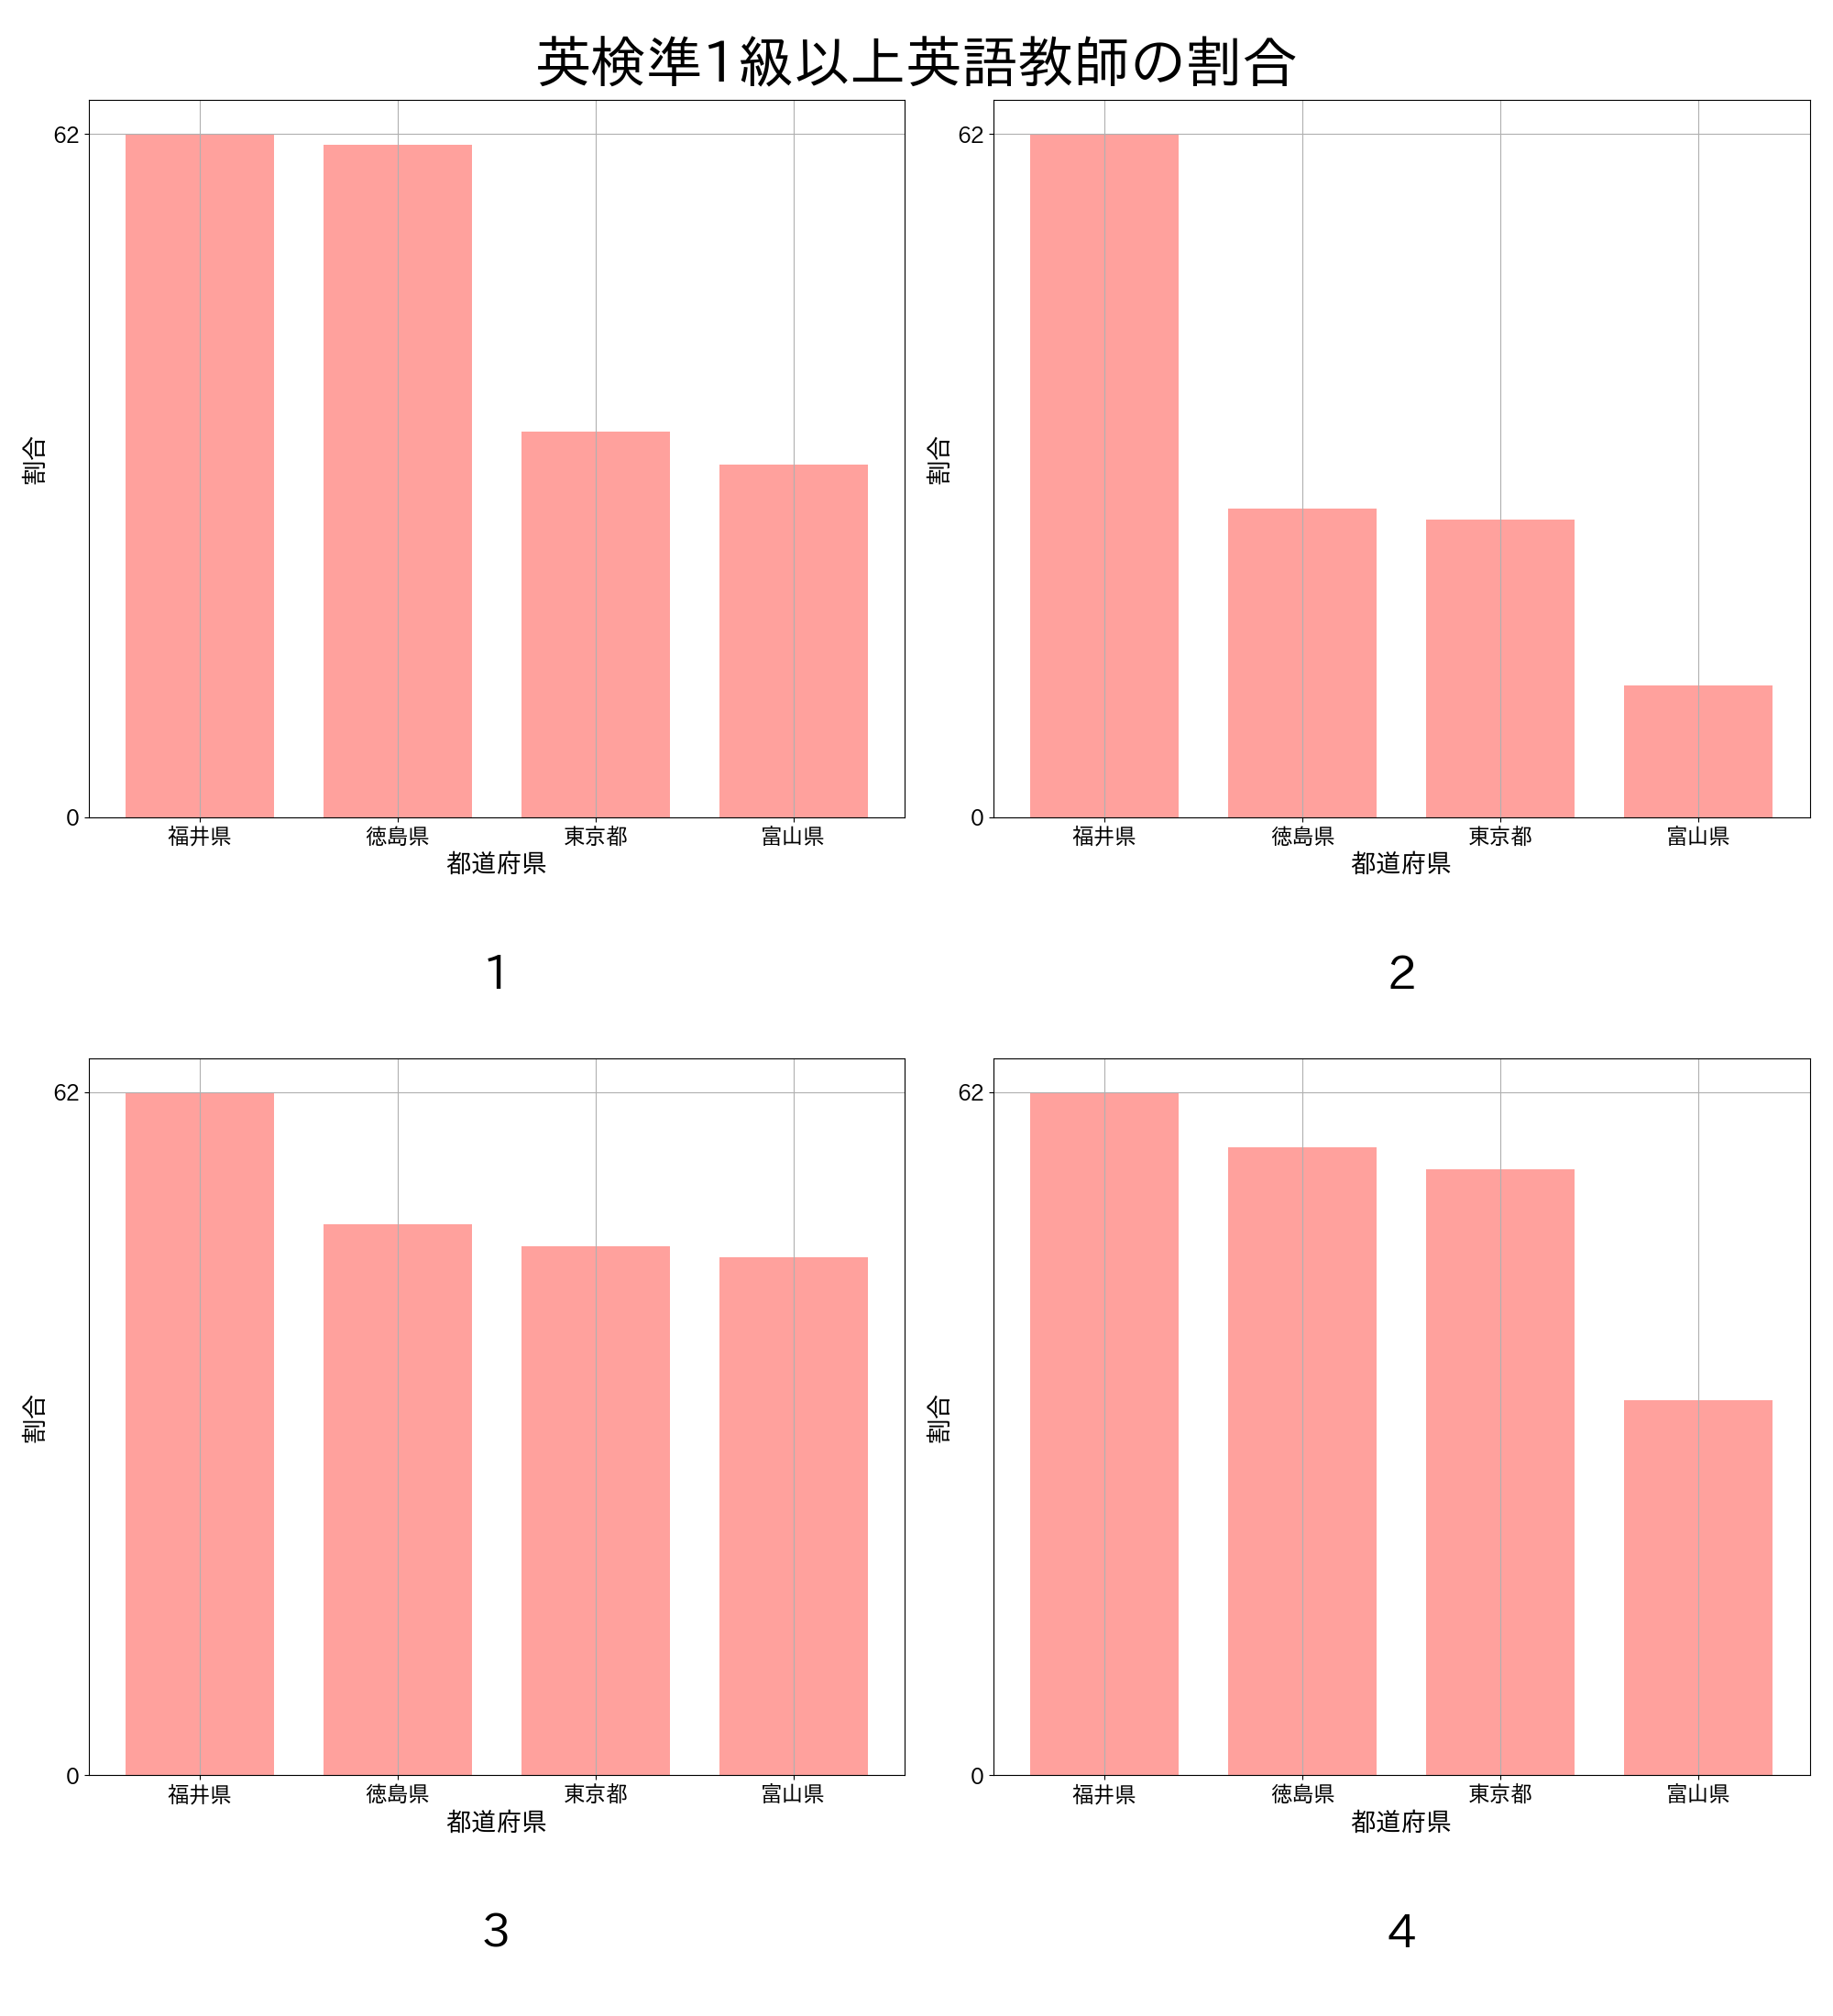 英検準1級以上英語教師の割合
62
割合
0
福井県 徳島県 東京都 富山県
都道府県
1
62
割合
0
福井県 徳島県 東京都 富山県
都道府県
2
62
割合
0
福井県 徳島県 東京都 富山県
都道府県
3
62
割合
0
福井県 徳島県 東京都 富山県
都道府県
4